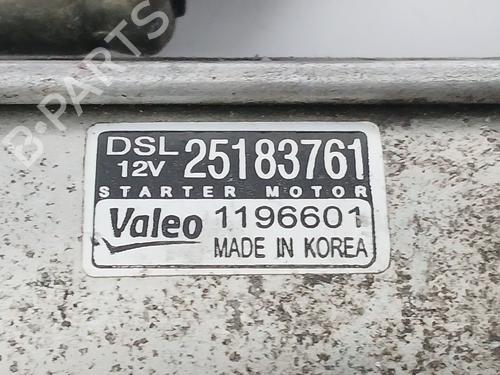 B-PARTS
DSL 12V 25183761
STARTER MOTOR
Valeo 1196601
MADE IN KOREA